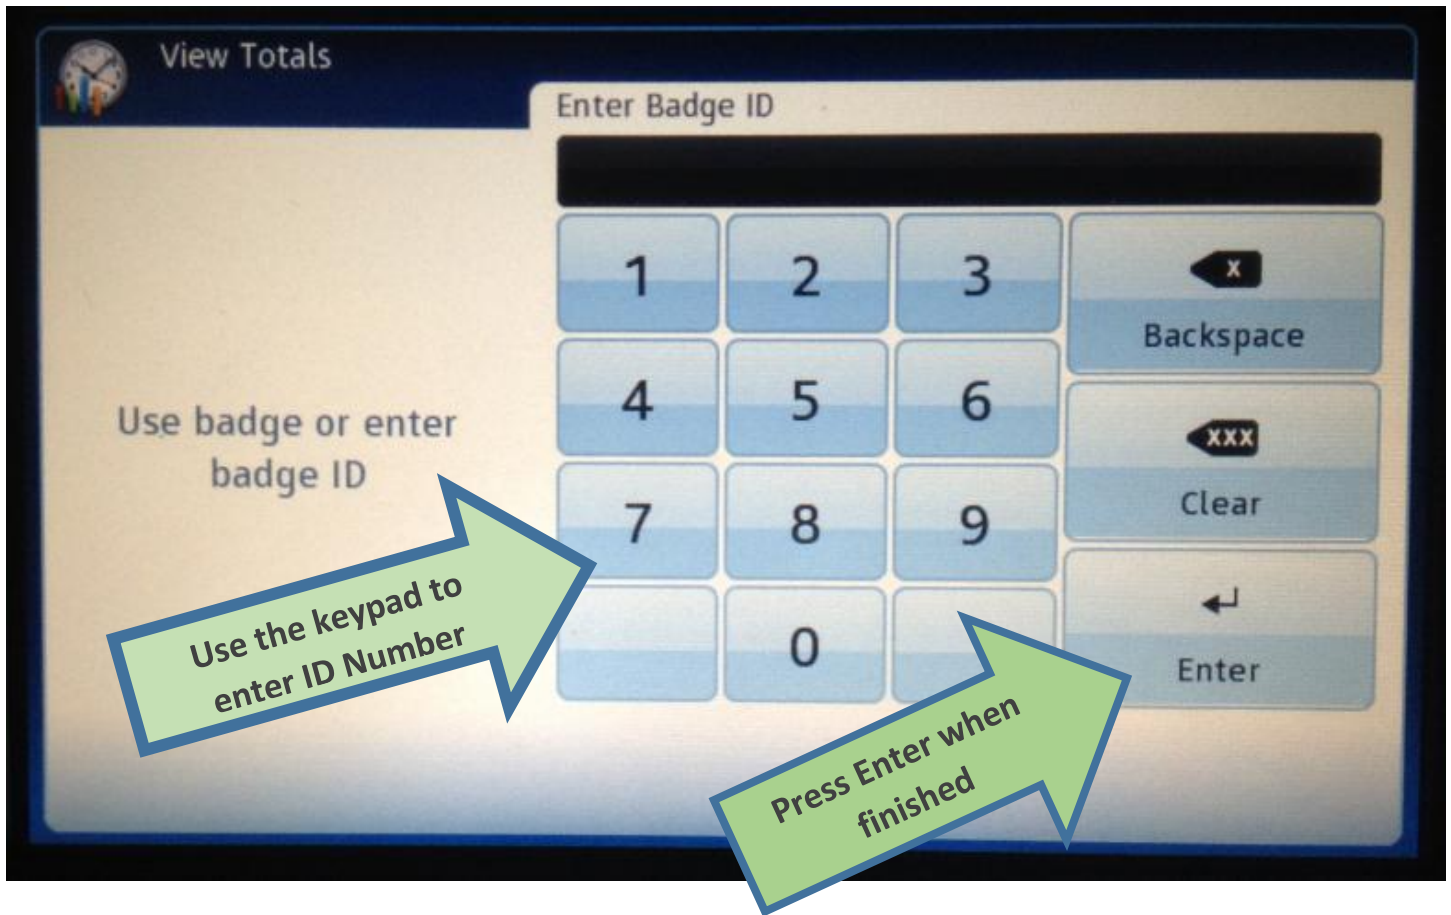 View Totals
Enter Badge ID
1 2 3
X
Backspace
4 5 6
XXX
Clear
Use badge or enter
badge ID
7 8 9
0
Enter
Use the keypad to
enter ID Number
Press Enter when
finished